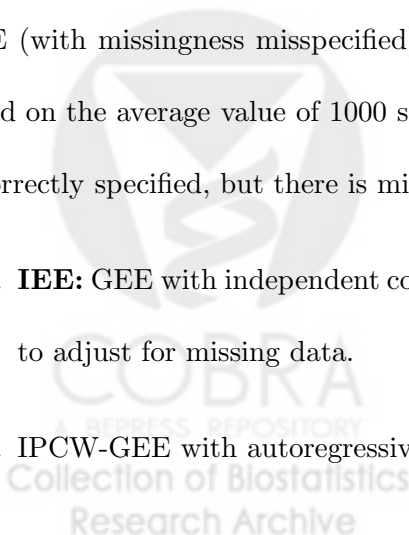 E (with missingness misspecified
d on the average value of 1000 s
orrectly specified, but there is mi
IEE: GEE with independent co
to adjust for missing data.
COBRA
A BEPRESS REPOSITORY
IPCW-GEE with autoregressiv
Collection of Biostatistics
Research Archive